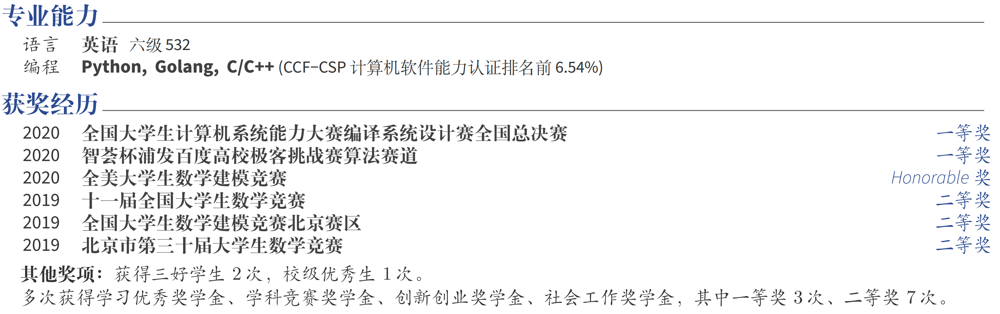 专业能力
语言 英语 六级 532
编程 Python, Golang, C/C++ (CCF-CSP 计算机软件能力认证排名前 6.54%)
获奖经历
2020 全国大学生计算机系统能力大赛编译系统设计赛全国总决赛 一等奖
2020 智荟杯浦发百度高校极客挑战赛算法赛道 一等奖
2020 全美大学生数学建模竞赛 Honorable 奖
2019 十一届全国大学生数学竞赛 二等奖
2019 全国大学生数学建模竞赛北京赛区 二等奖
2019 北京市第三十届大学生数学竞赛 二等奖
其他奖项：获得三好学生 2 次，校级优秀生 1 次。
多次获得学习优秀奖学金、学科竞赛奖学金、创新创业奖学金、社会工作奖学金，其中一等奖 3 次、二等奖 7 次。